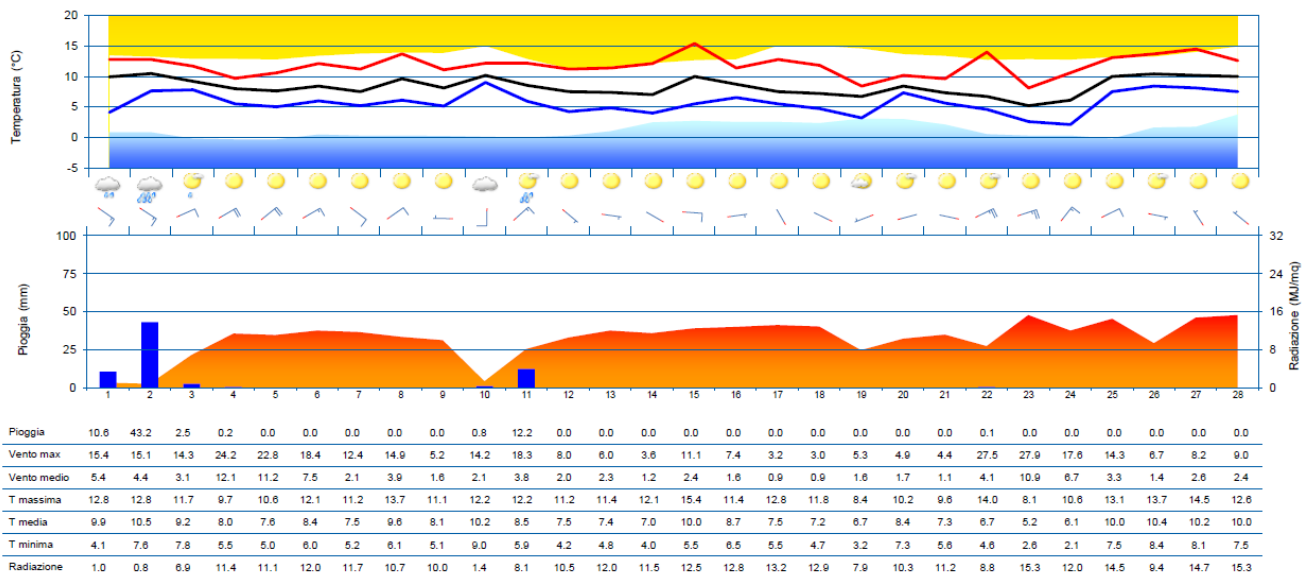 Temperatura (°C)
20
15
10
5
0
-5
Pioggia (mm)
100
75
50
25
0
Radiazione (MJ/mq)
32
24
16
8
0
1 2 3 4 5 6 7 8 9 10 11 12 13 14 15 16 17 18 19 20 21 22 23 24 25 26 27 28
Pioggia 10.6 43.2 2.5 0.2 0.0 0.0 0.0 0.0 0.0 0.8 12.2 0.0 0.0 0.0 0.0 0.0 0.0 0.0 0.0 0.0 0.0 0.1 0.0 0.0 0.0 0.0 0.0 0.0
Vento max 15.4 15.1 14.3 24.2 22.8 18.4 12.4 14.9 5.2 14.2 18.3 8.0 6.0 3.6 11.1 7.4 3.2 3.0 5.3 4.9 4.4 27.5 27.9 17.6 14.3 6.7 8.2 9.0
Vento medio 5.4 4.4 3.1 12.1 11.2 7.5 2.1 3.9 1.6 2.1 3.8 2.0 2.3 1.2 2.4 1.6 0.9 0.9 1.6 1.7 1.1 4.1 10.9 6.7 3.3 1.4 2.6 2.4
T massima 12.8 12.8 11.7 9.7 10.6 12.1 11.2 13.7 11.1 12.2 12.2 11.2 11.4 12.1 15.4 11.4 12.8 11.8 8.4 10.2 9.6 14.0 8.1 10.6 13.1 13.7 14.5 12.6
T media 9.9 10.5 9.2 8.0 7.6 8.4 7.5 9.6 8.1 10.2 8.5 7.5 7.4 7.0 10.0 8.7 7.5 7.2 6.7 8.4 7.3 6.7 5.2 6.1 10.0 10.4 10.2 10.0
T minima 4.1 7.6 7.8 5.5 5.0 6.0 5.2 6.1 5.1 9.0 5.9 4.2 4.8 4.0 5.5 6.5 5.5 4.7 3.2 7.3 5.6 4.6 2.6 2.1 7.5 8.4 8.1 7.5
Radiazione 1.0 0.8 6.9 11.4 11.1 12.0 11.7 10.7 10.0 1.4 8.1 10.5 12.0 11.5 12.5 12.8 13.2 12.9 7.9 10.3 11.2 8.8 15.3 12.0 14.5 9.4 14.7 15.3